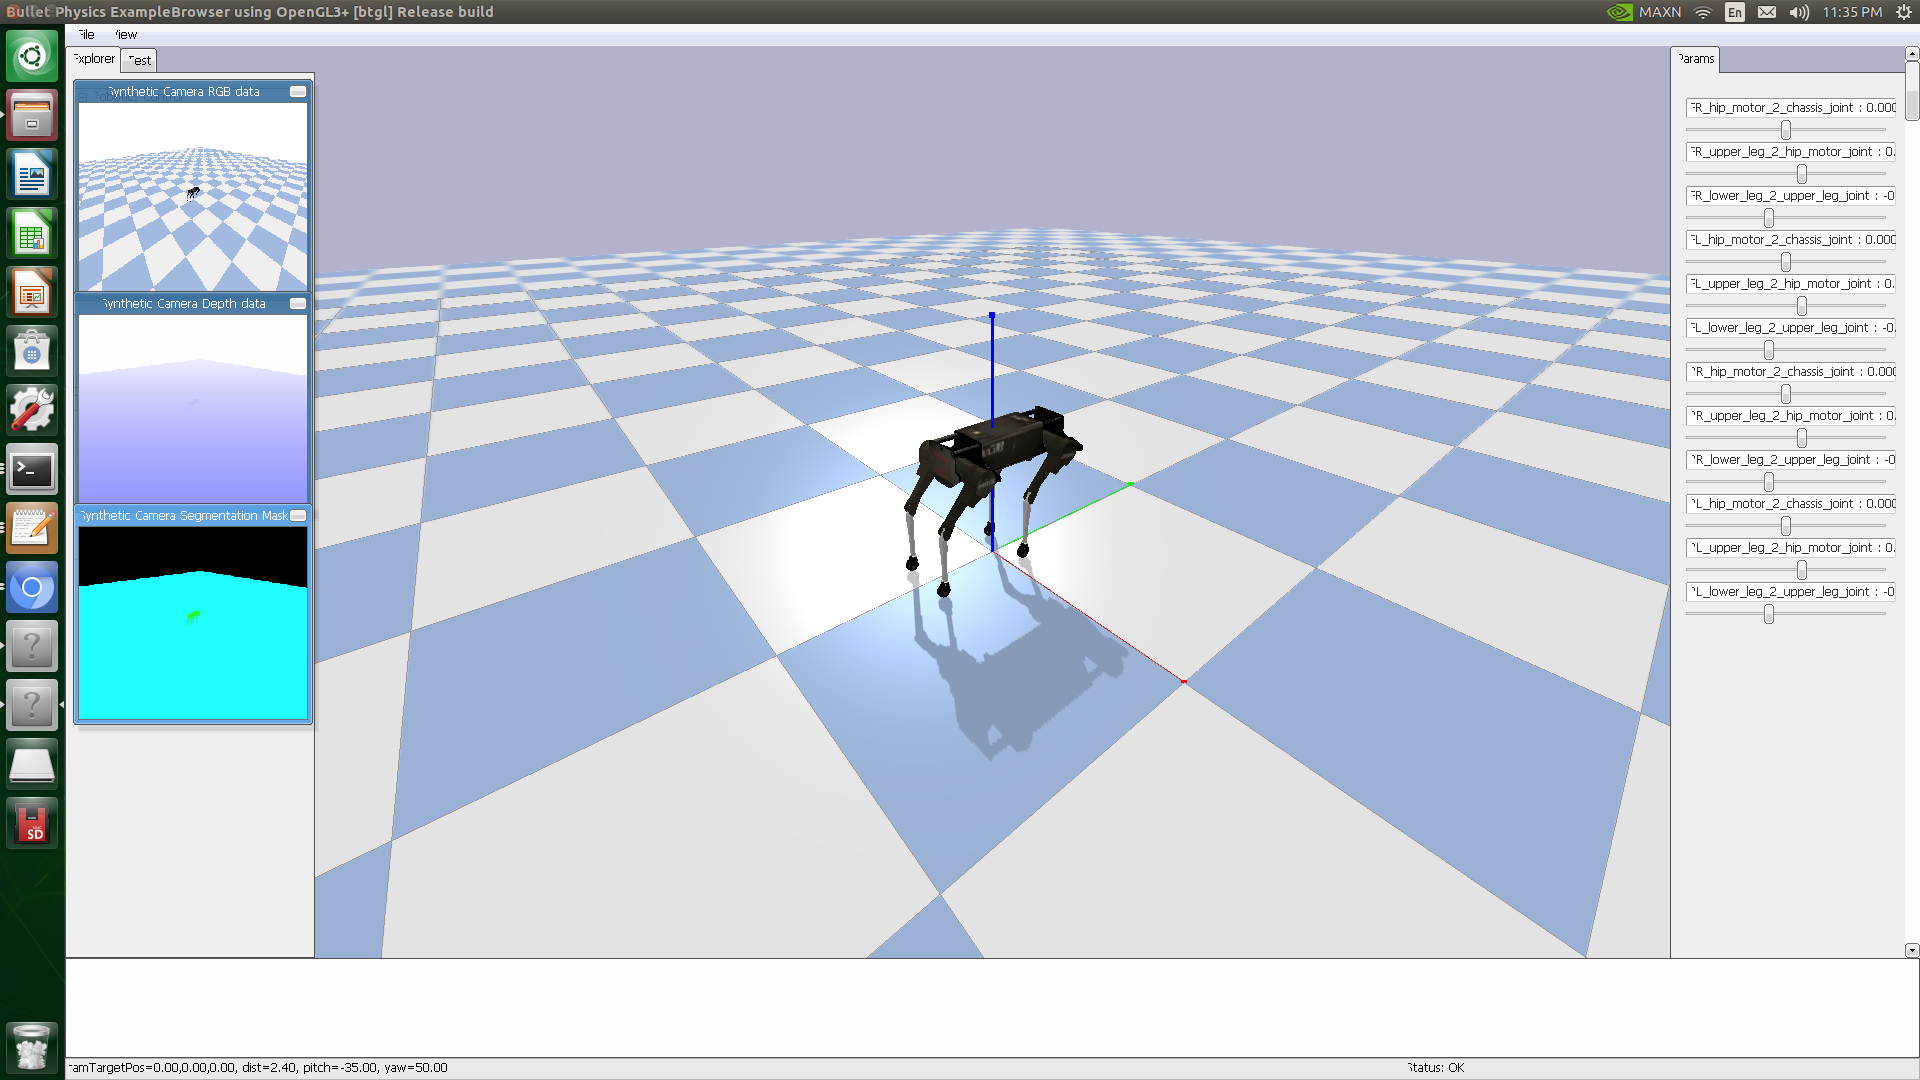 Bullet Physics ExampleBrowser using OpenGL3+ [btgl] Release build
MAXN
En
11:35 PM
File View
Explorer Test
Params
Synthetic Camera RGB data
Synthetic Camera Depth data
Synthetic Camera Segmentation Mask
FR_hip_motor_2_chassis_joint : 0.000
FR_upper_leg_2_hip_motor_joint : 0.
FR_lower_leg_2_upper_leg_joint : -0
FL_hip_motor_2_chassis_joint : 0.000
FL_upper_leg_2_hip_motor_joint : 0.
FL_lower_leg_2_upper_leg_joint : -0.
RR_hip_motor_2_chassis_joint : 0.000
RR_upper_leg_2_hip_motor_joint : 0.
RR_lower_leg_2_upper_leg_joint : -0
RL_hip_motor_2_chassis_joint : 0.000
RL_upper_leg_2_hip_motor_joint : 0.
RL_lower_leg_2_upper_leg_joint : -0
SD
camTargetPos=0.00,0.00,0.00, dist=2.40, pitch=-35.00, yaw=50.00
Status: OK